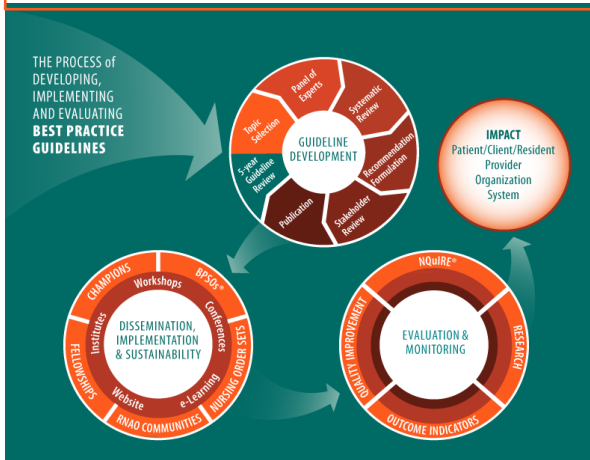 THE PROCESS of
DEVELOPING,
IMPLEMENTING
AND EVALUATING
BEST PRACTICE
GUIDELINES
Topic
Selection
Panel of
Experts
Systematic
Review
Recommendation
Formulation
Stakeholder
Review
Publication
5-year
Guideline
Review
GUIDELINE
DEVELOPMENT
IMPACT
Patient/Client/Resident
Provider
Organization
System
CHAMPIONS
BPSOs®
NURSING ORDER SETS
RNAO COMMUNITIES
FELLOWSHIPS
Workshops
Conferences
e-Learning
Website
Institutes
DISSEMINATION,
IMPLEMENTATION
& SUSTAINABILITY
NQuIRE®
RESEARCH
OUTCOME INDICATORS
QUALITY IMPROVEMENT
EVALUATION &
MONITORING